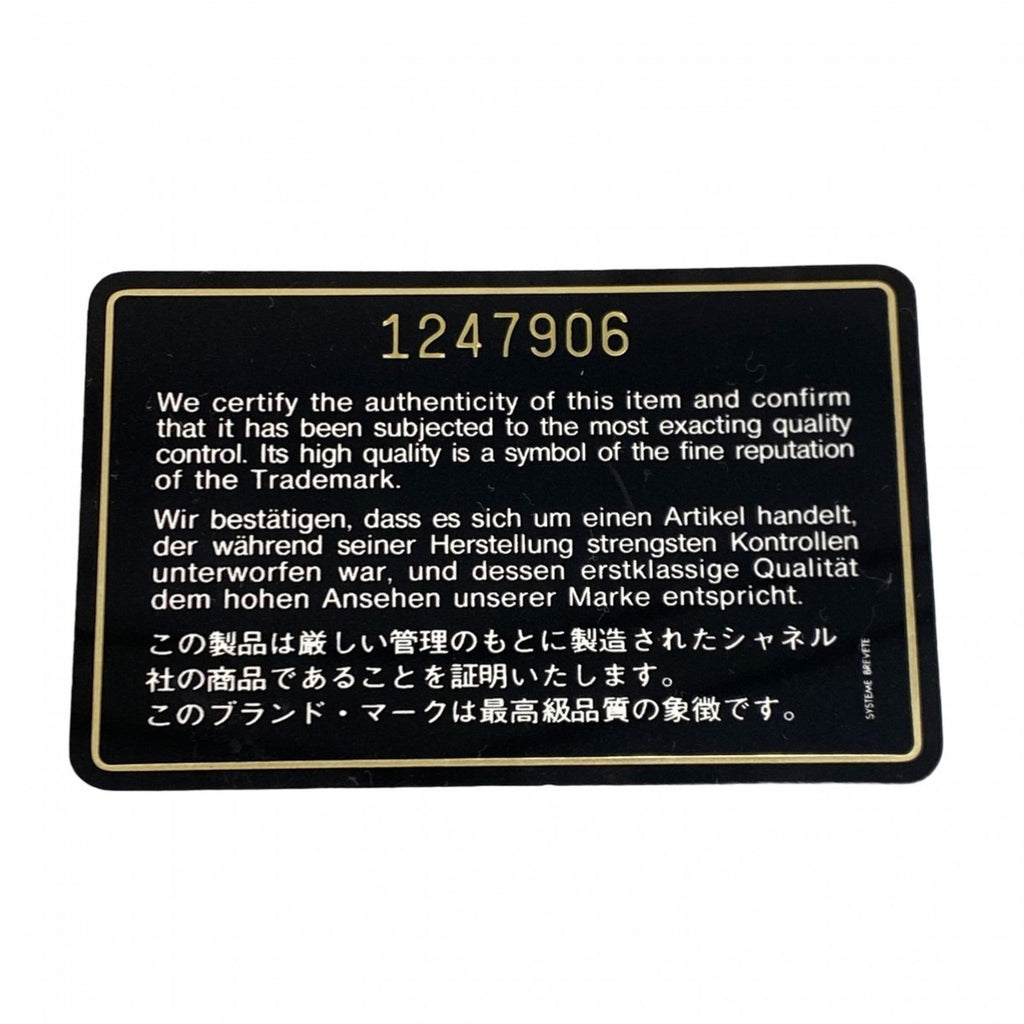 1247906
We certify the authenticity of this item and confirm
that it has been subjected to the most exacting quality
control. Its high quality is a symbol of the fine reputation
of the Trademark.
Wir bestätigen, dass es sich um einen Artikel handelt,
der während seiner Herstellung strengsten Kontrollen
unterworfen war, und dessen erstklassige Qualität
dem hohen Ansehen unserer Marke entspricht.
この製品は厳しい管理のもとに製造されたシャネル
社の商品であることを証明いたします。
このブランド・マークは最高級品質の象徴です。
SYSTEME BREVETE